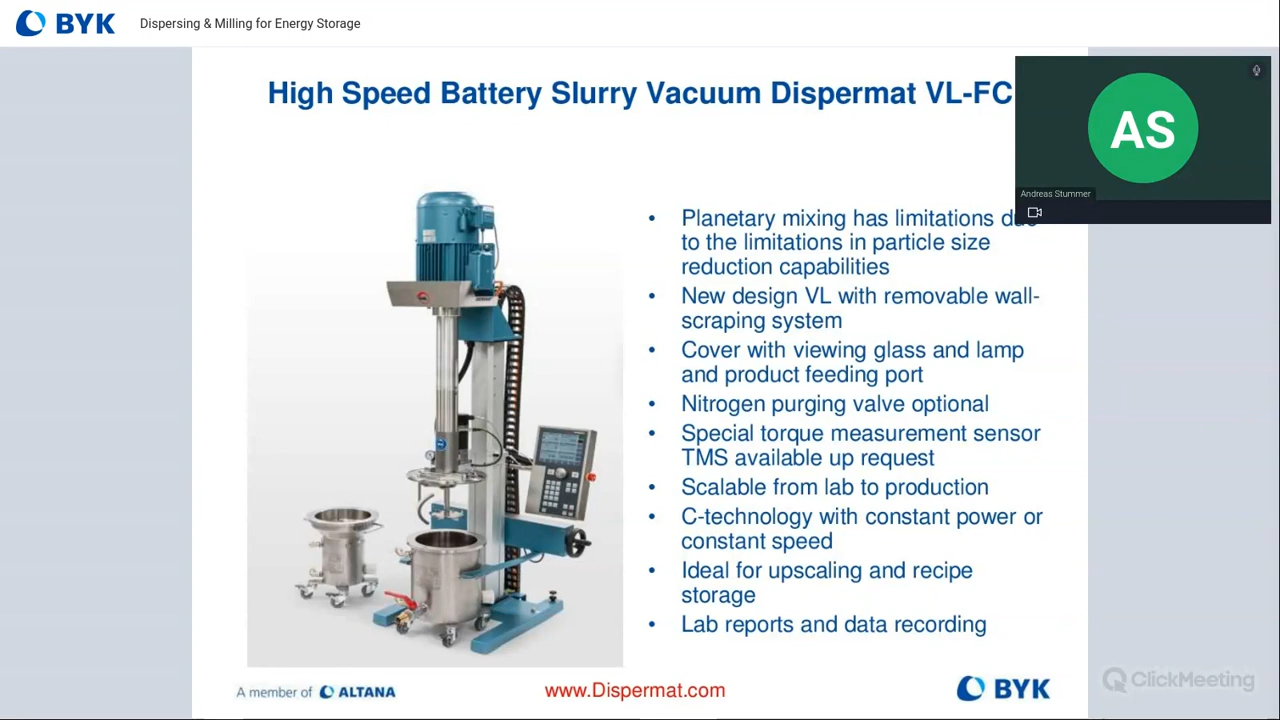 BYK
Dispersing & Milling for Energy Storage
High Speed Battery Slurry Vacuum Dispermat VL-FC
AS
Andreas Stummer
• Planetary mixing has limitations due
to the limitations in particle size
reduction capabilities
• New design VL with removable wall-
scraping system
• Cover with viewing glass and lamp
and product feeding port
• Nitrogen purging valve optional
• Special torque measurement sensor
TMS available up request
• Scalable from lab to production
• C-technology with constant power or
constant speed
• Ideal for upscaling and recipe
storage
• Lab reports and data recording
A member of ALTANA
www.Dispermat.com
BYK
ClickMeeting